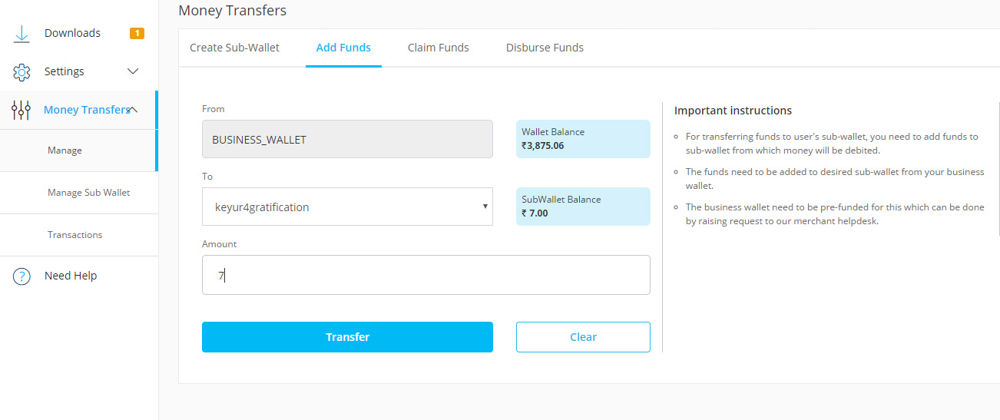 Money Transfers
Downloads
1
Settings
Money Transfers
Manage
Manage Sub Wallet
Transactions
Need Help
Create Sub-Wallet
Add Funds
Claim Funds
Disburse Funds
From
BUSINESS_WALLET
Wallet Balance
₹3,875.06
To
keyur4gratification
SubWallet Balance
₹ 7.00
Amount
7
Transfer
Clear
Important instructions
For transferring funds to user's sub-wallet, you need to add funds to
sub-wallet from which money will be debited.
The funds need to be added to desired sub-wallet from your business
wallet.
The business wallet need to be pre-funded for this which can be done
by raising request to our merchant helpdesk.